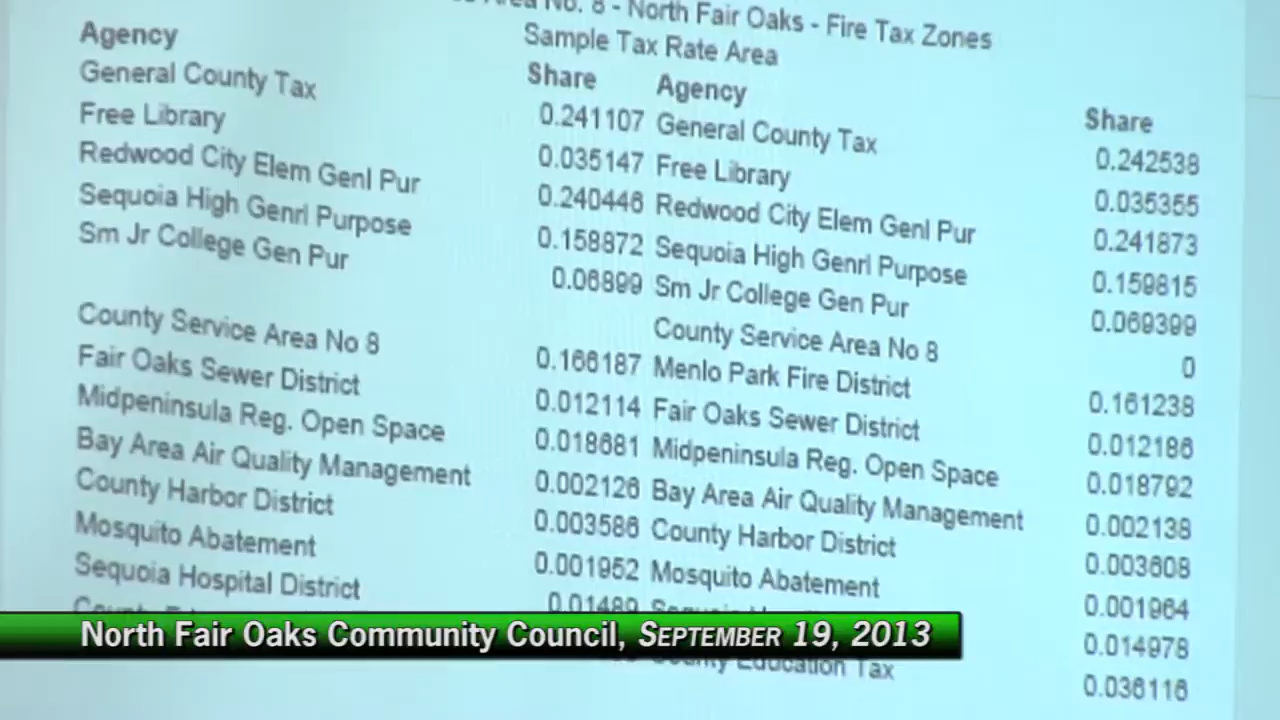 Area No. 8 - North Fair Oaks - Fire Tax Zones
Sample Tax Rate Area
Agency Share Agency Share
General County Tax 0.241107 General County Tax 0.242538
Free Library 0.035147 Free Library 0.035355
Redwood City Elem Genl Pur 0.240446 Redwood City Elem Genl Pur 0.241873
Sequoia High Genrl Purpose 0.158872 Sequoia High Genrl Purpose 0.159815
Sm Jr College Gen Pur 0.06899 Sm Jr College Gen Pur 0.069399
County Service Area No 8 0
County Service Area No 8 0.166187 Menlo Park Fire District 0.161238
Fair Oaks Sewer District 0.012114 Fair Oaks Sewer District 0.012186
Midpeninsula Reg. Open Space 0.018681 Midpeninsula Reg. Open Space 0.018792
Bay Area Air Quality Management 0.002126 Bay Area Air Quality Management 0.002138
County Harbor District 0.003586 County Harbor District 0.003608
Mosquito Abatement 0.001952 Mosquito Abatement 0.001964
Sequoia Hospital District 0.01489 0.014978
County Education Tax 0.036116
North Fair Oaks Community Council, September 19, 2013